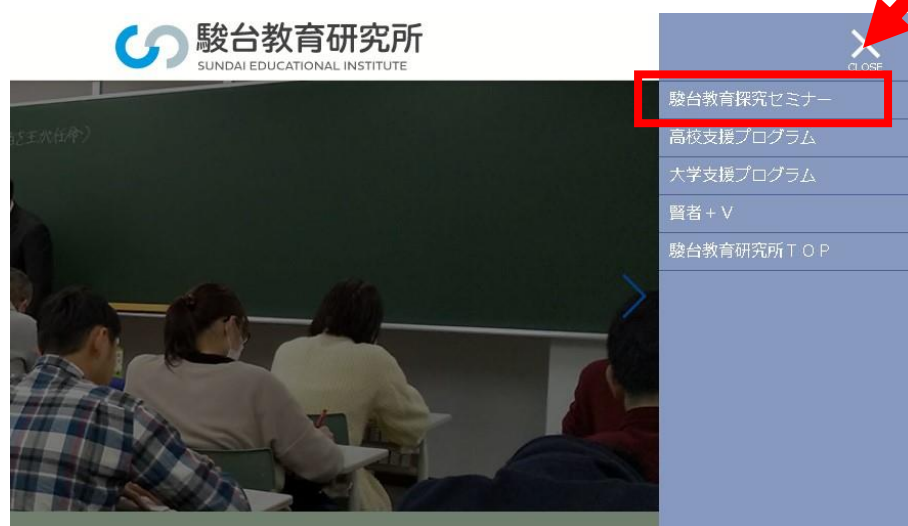 駿台教育研究所
SUNDAI EDUCATIONAL INSTITUTE
CLOSE
駿台教育探究セミナー
高校支援プログラム
大学支援プログラム
賢者+V
駿台教育研究所TOP